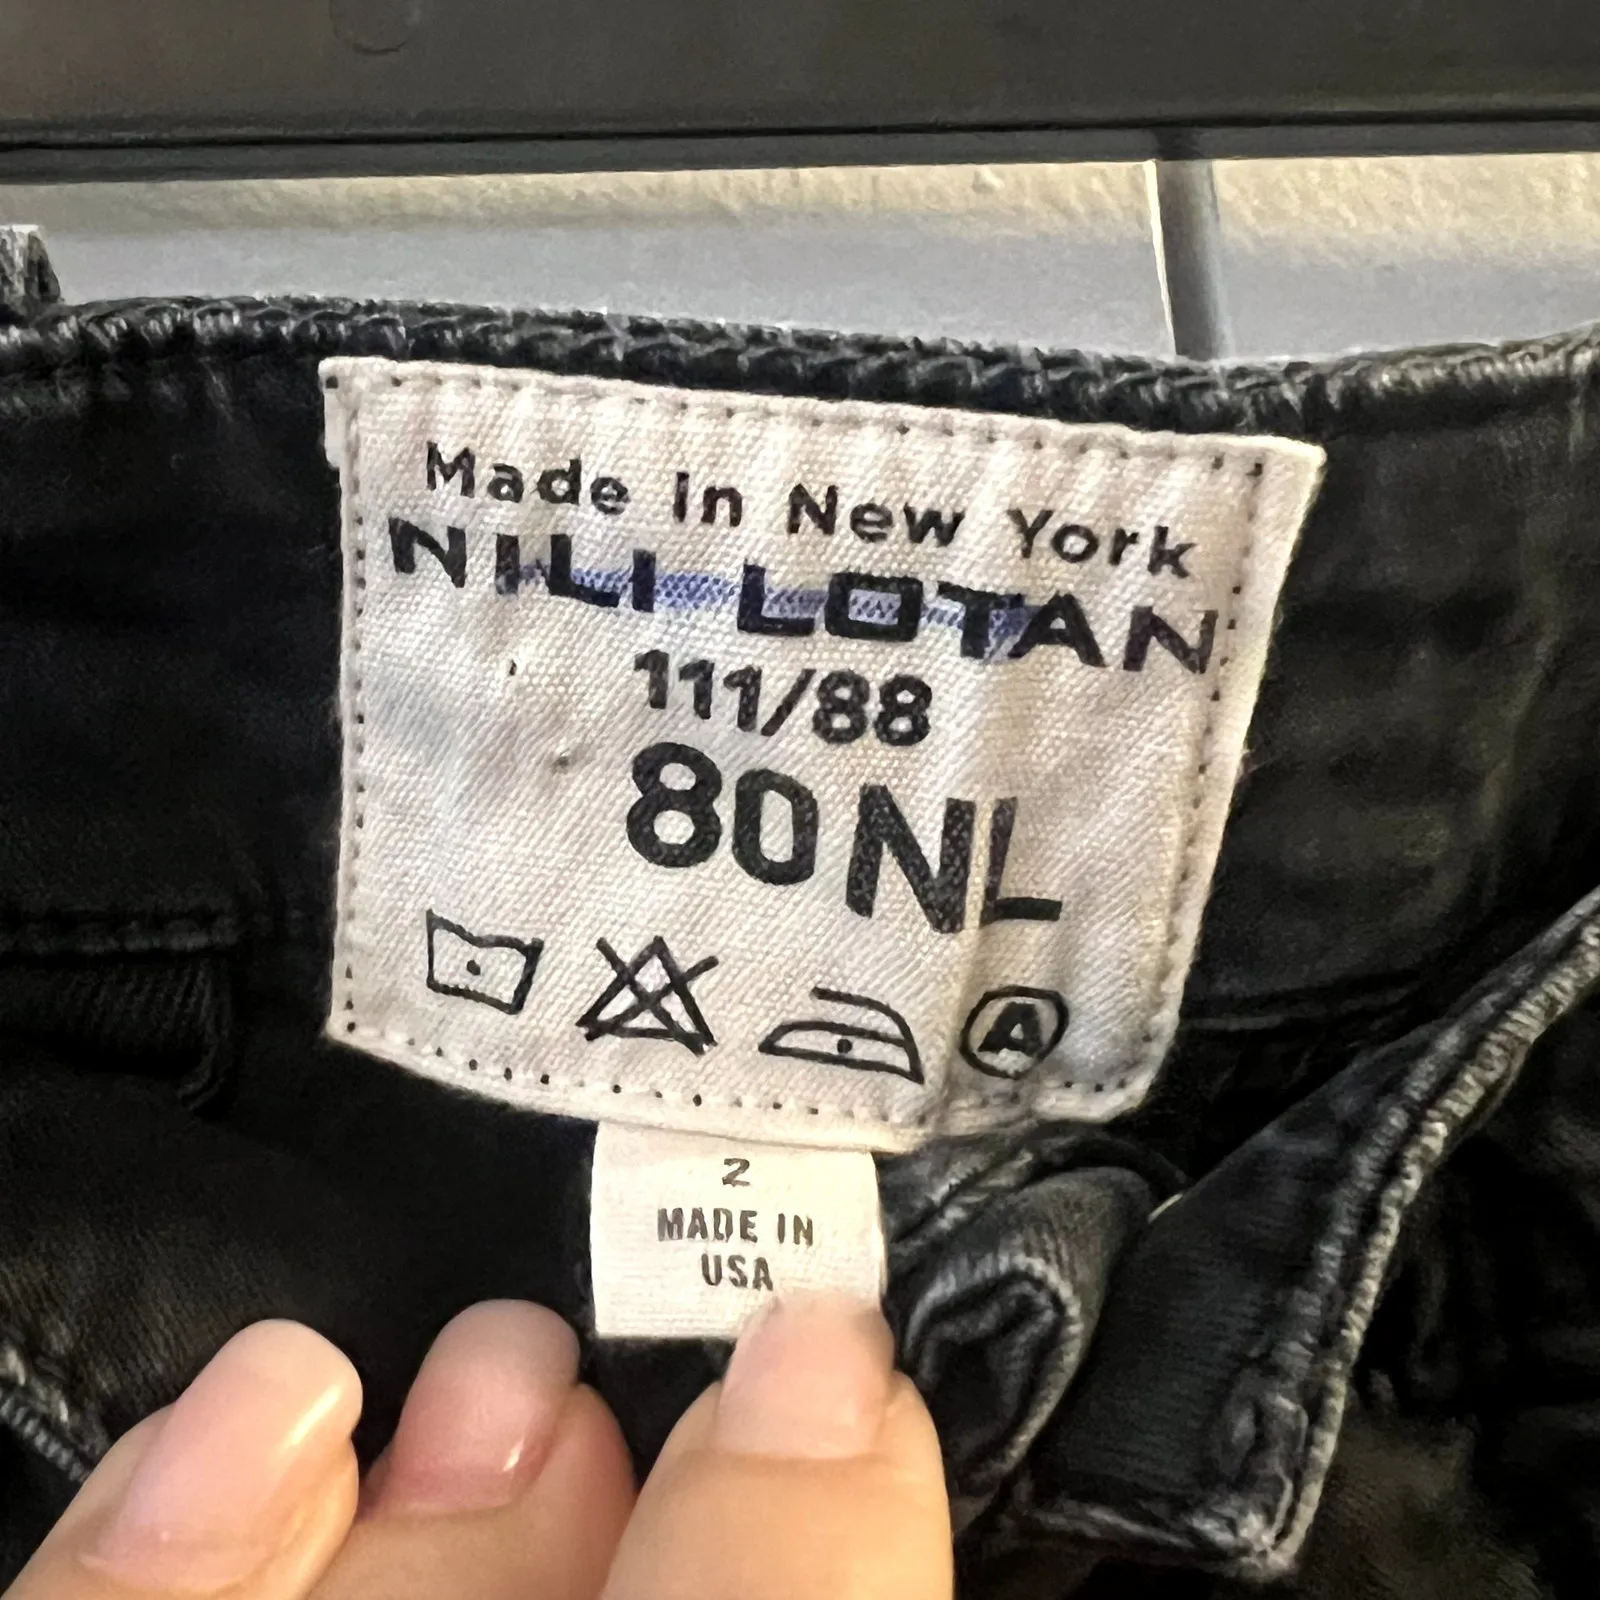 Made in New York
NILI LOTAN
111/88
80NL
A
2
MADE IN
USA